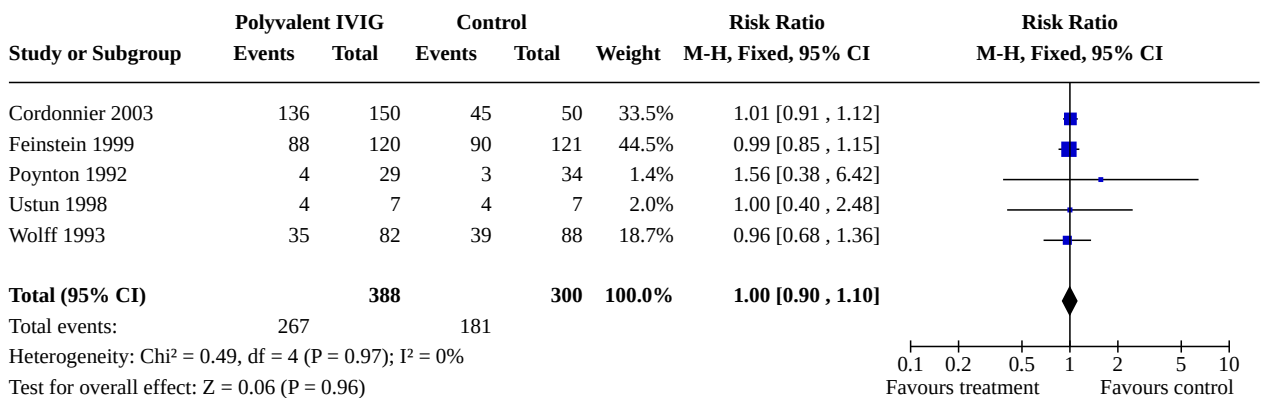 Polyvalent IVIG Control Risk Ratio Risk Ratio
Study or Subgroup Events Total Events Total Weight M-H, Fixed, 95% CI M-H, Fixed, 95% CI
Cordonnier 2003 136 150 45 50 33.5% 1.01 [0.91 , 1.12]
Feinstein 1999 88 120 90 121 44.5% 0.99 [0.85 , 1.15]
Poynton 1992 4 29 3 34 1.4% 1.56 [0.38 , 6.42]
Ustun 1998 4 7 4 7 2.0% 1.00 [0.40 , 2.48]
Wolff 1993 35 82 39 88 18.7% 0.96 [0.68 , 1.36]
Total (95% CI) 388 300 100.0% 1.00 [0.90 , 1.10]
Total events: 267 181
Heterogeneity: Chi² = 0.49, df = 4 (P = 0.97); I² = 0%
0.1 0.2 0.5 1 2 5 10
Test for overall effect: Z = 0.06 (P = 0.96) Favours treatment Favours control